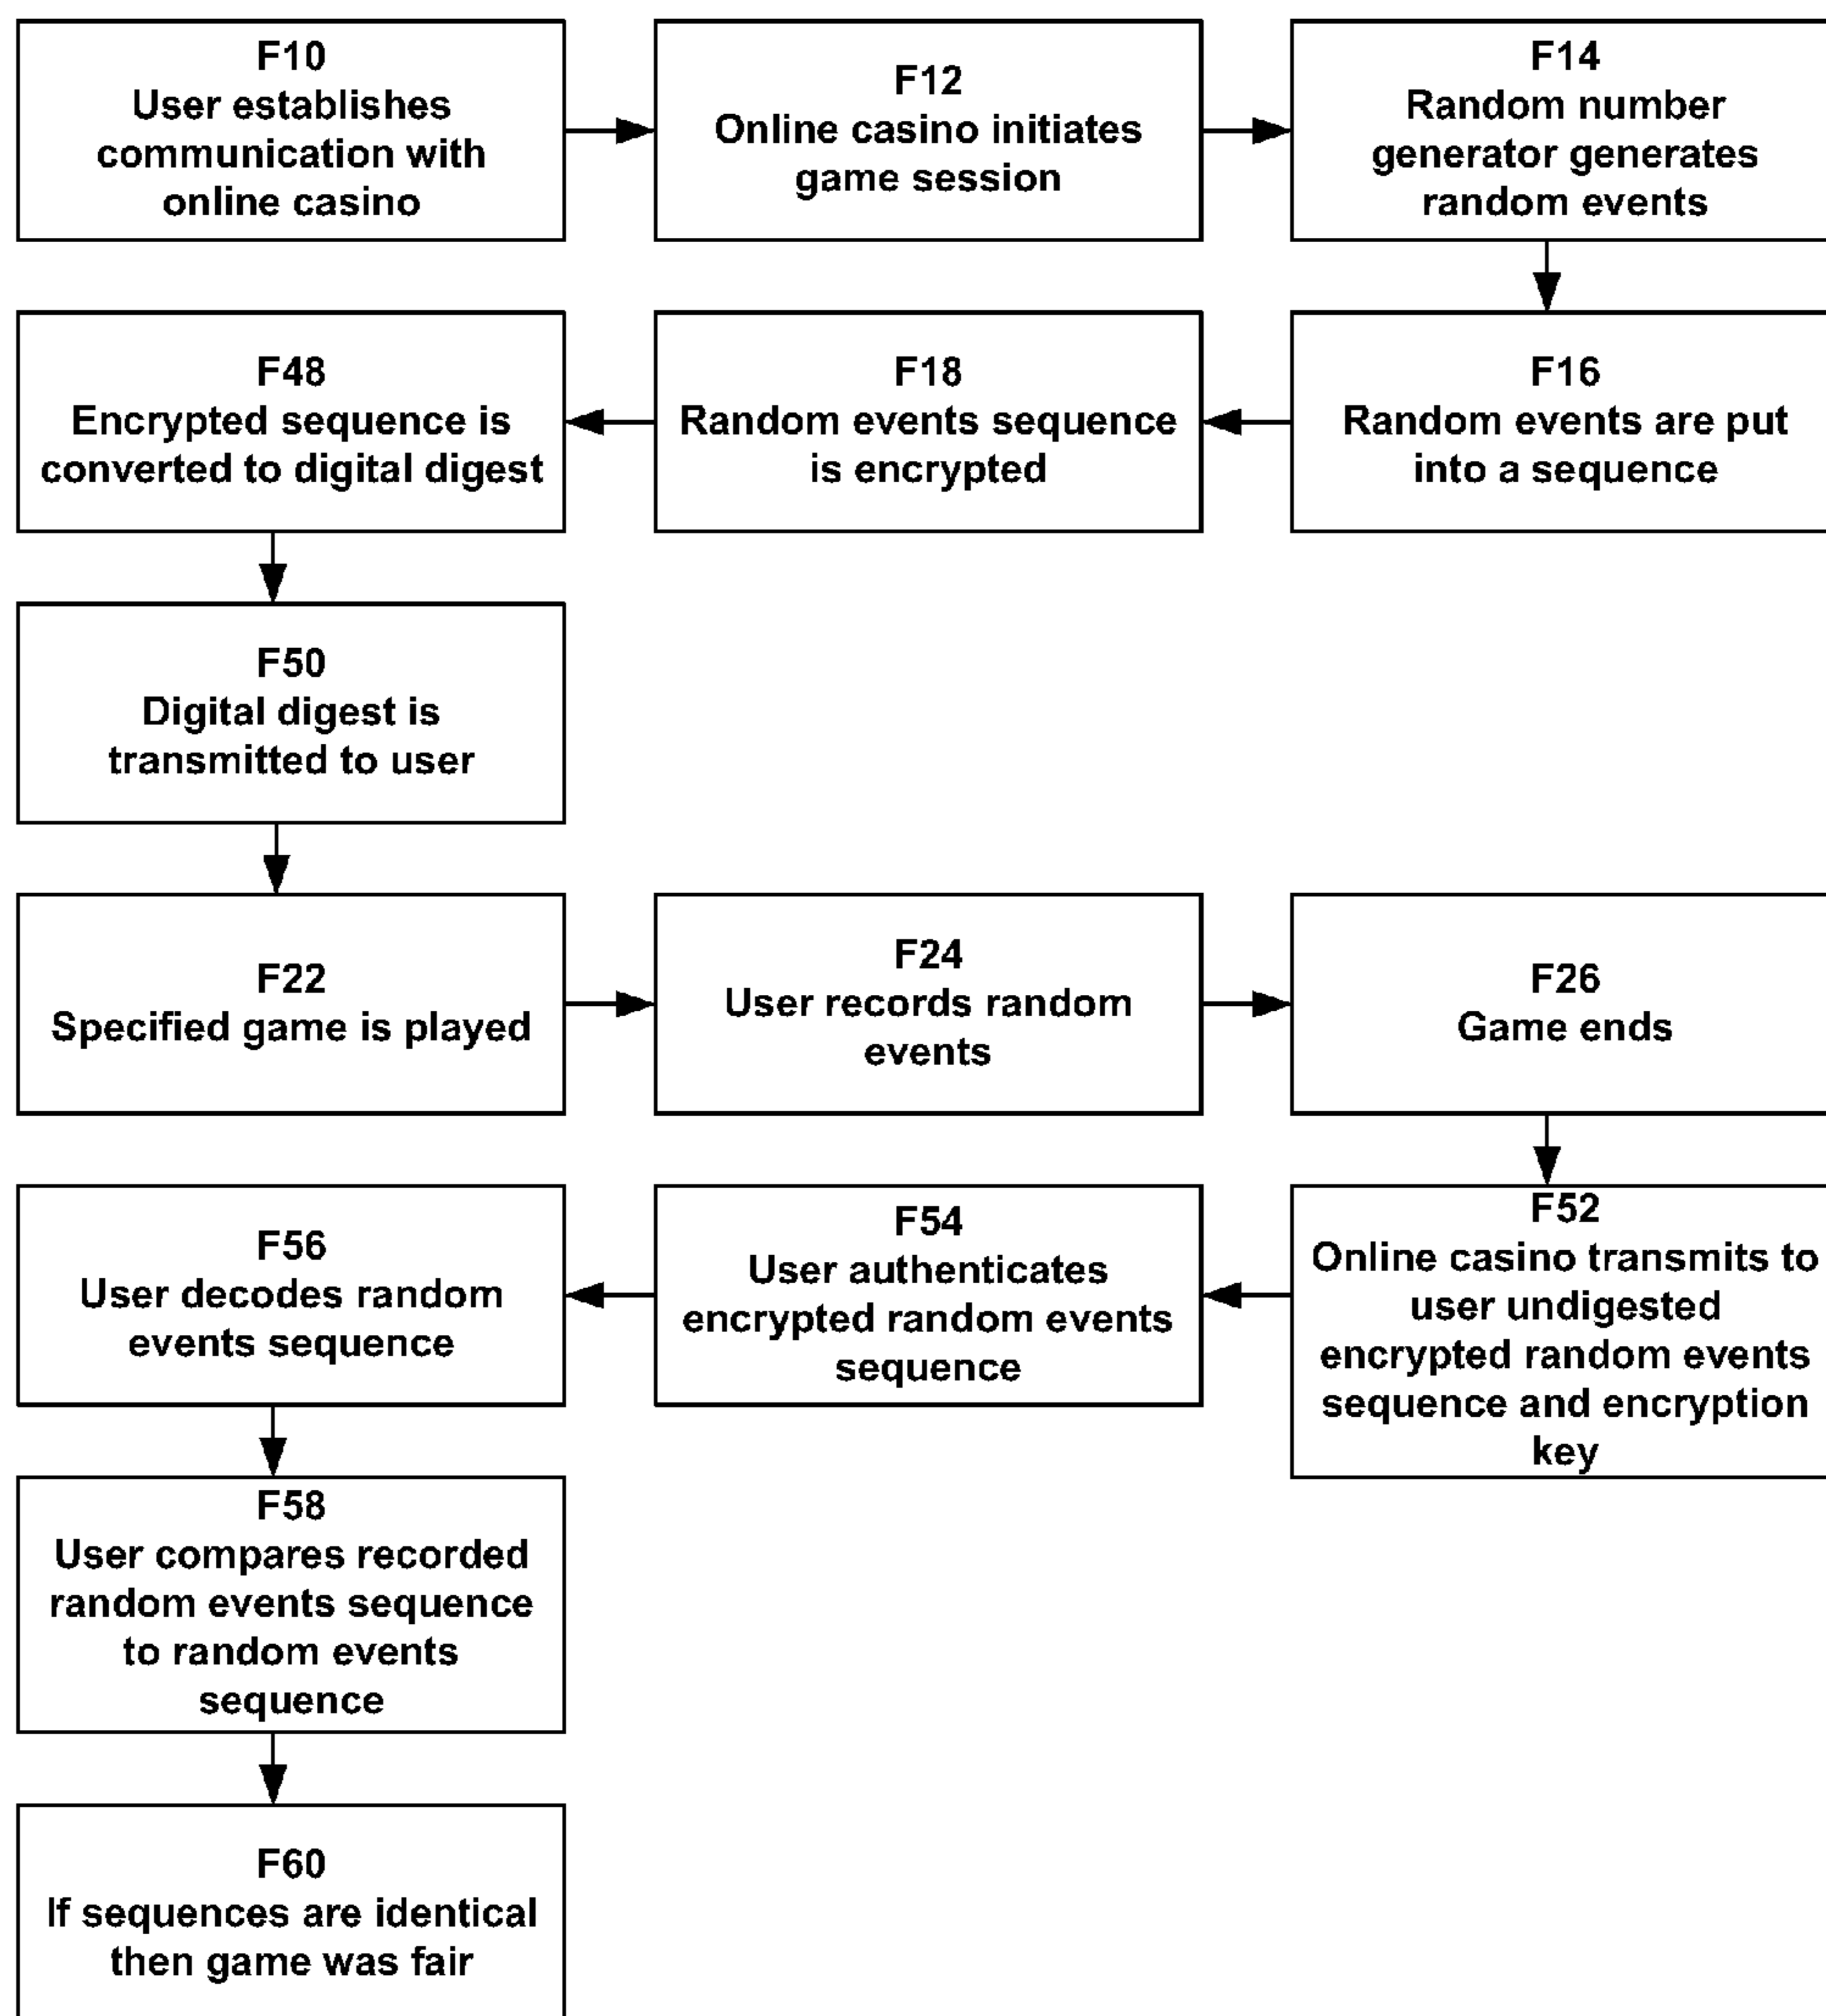 F10
User establishes
communication with
online casino
F12
Online casino initiates
game session
F14
Random number
generator generates
random events
F48
Encrypted sequence is
converted to digital digest
F18
Random events sequence
is encrypted
F16
Random events are put
into a sequence
F50
Digital digest is
transmitted to user
F22
Specified game is played
F24
User records random
events
F26
Game ends
F56
User decodes random
events sequence
F54
User authenticates
encrypted random events
sequence
F52
Online casino transmits to
user undigested
encrypted random events
sequence and encryption
key
F58
User compares recorded
random events sequence
to random events
sequence
F60
If sequences are identical
then game was fair